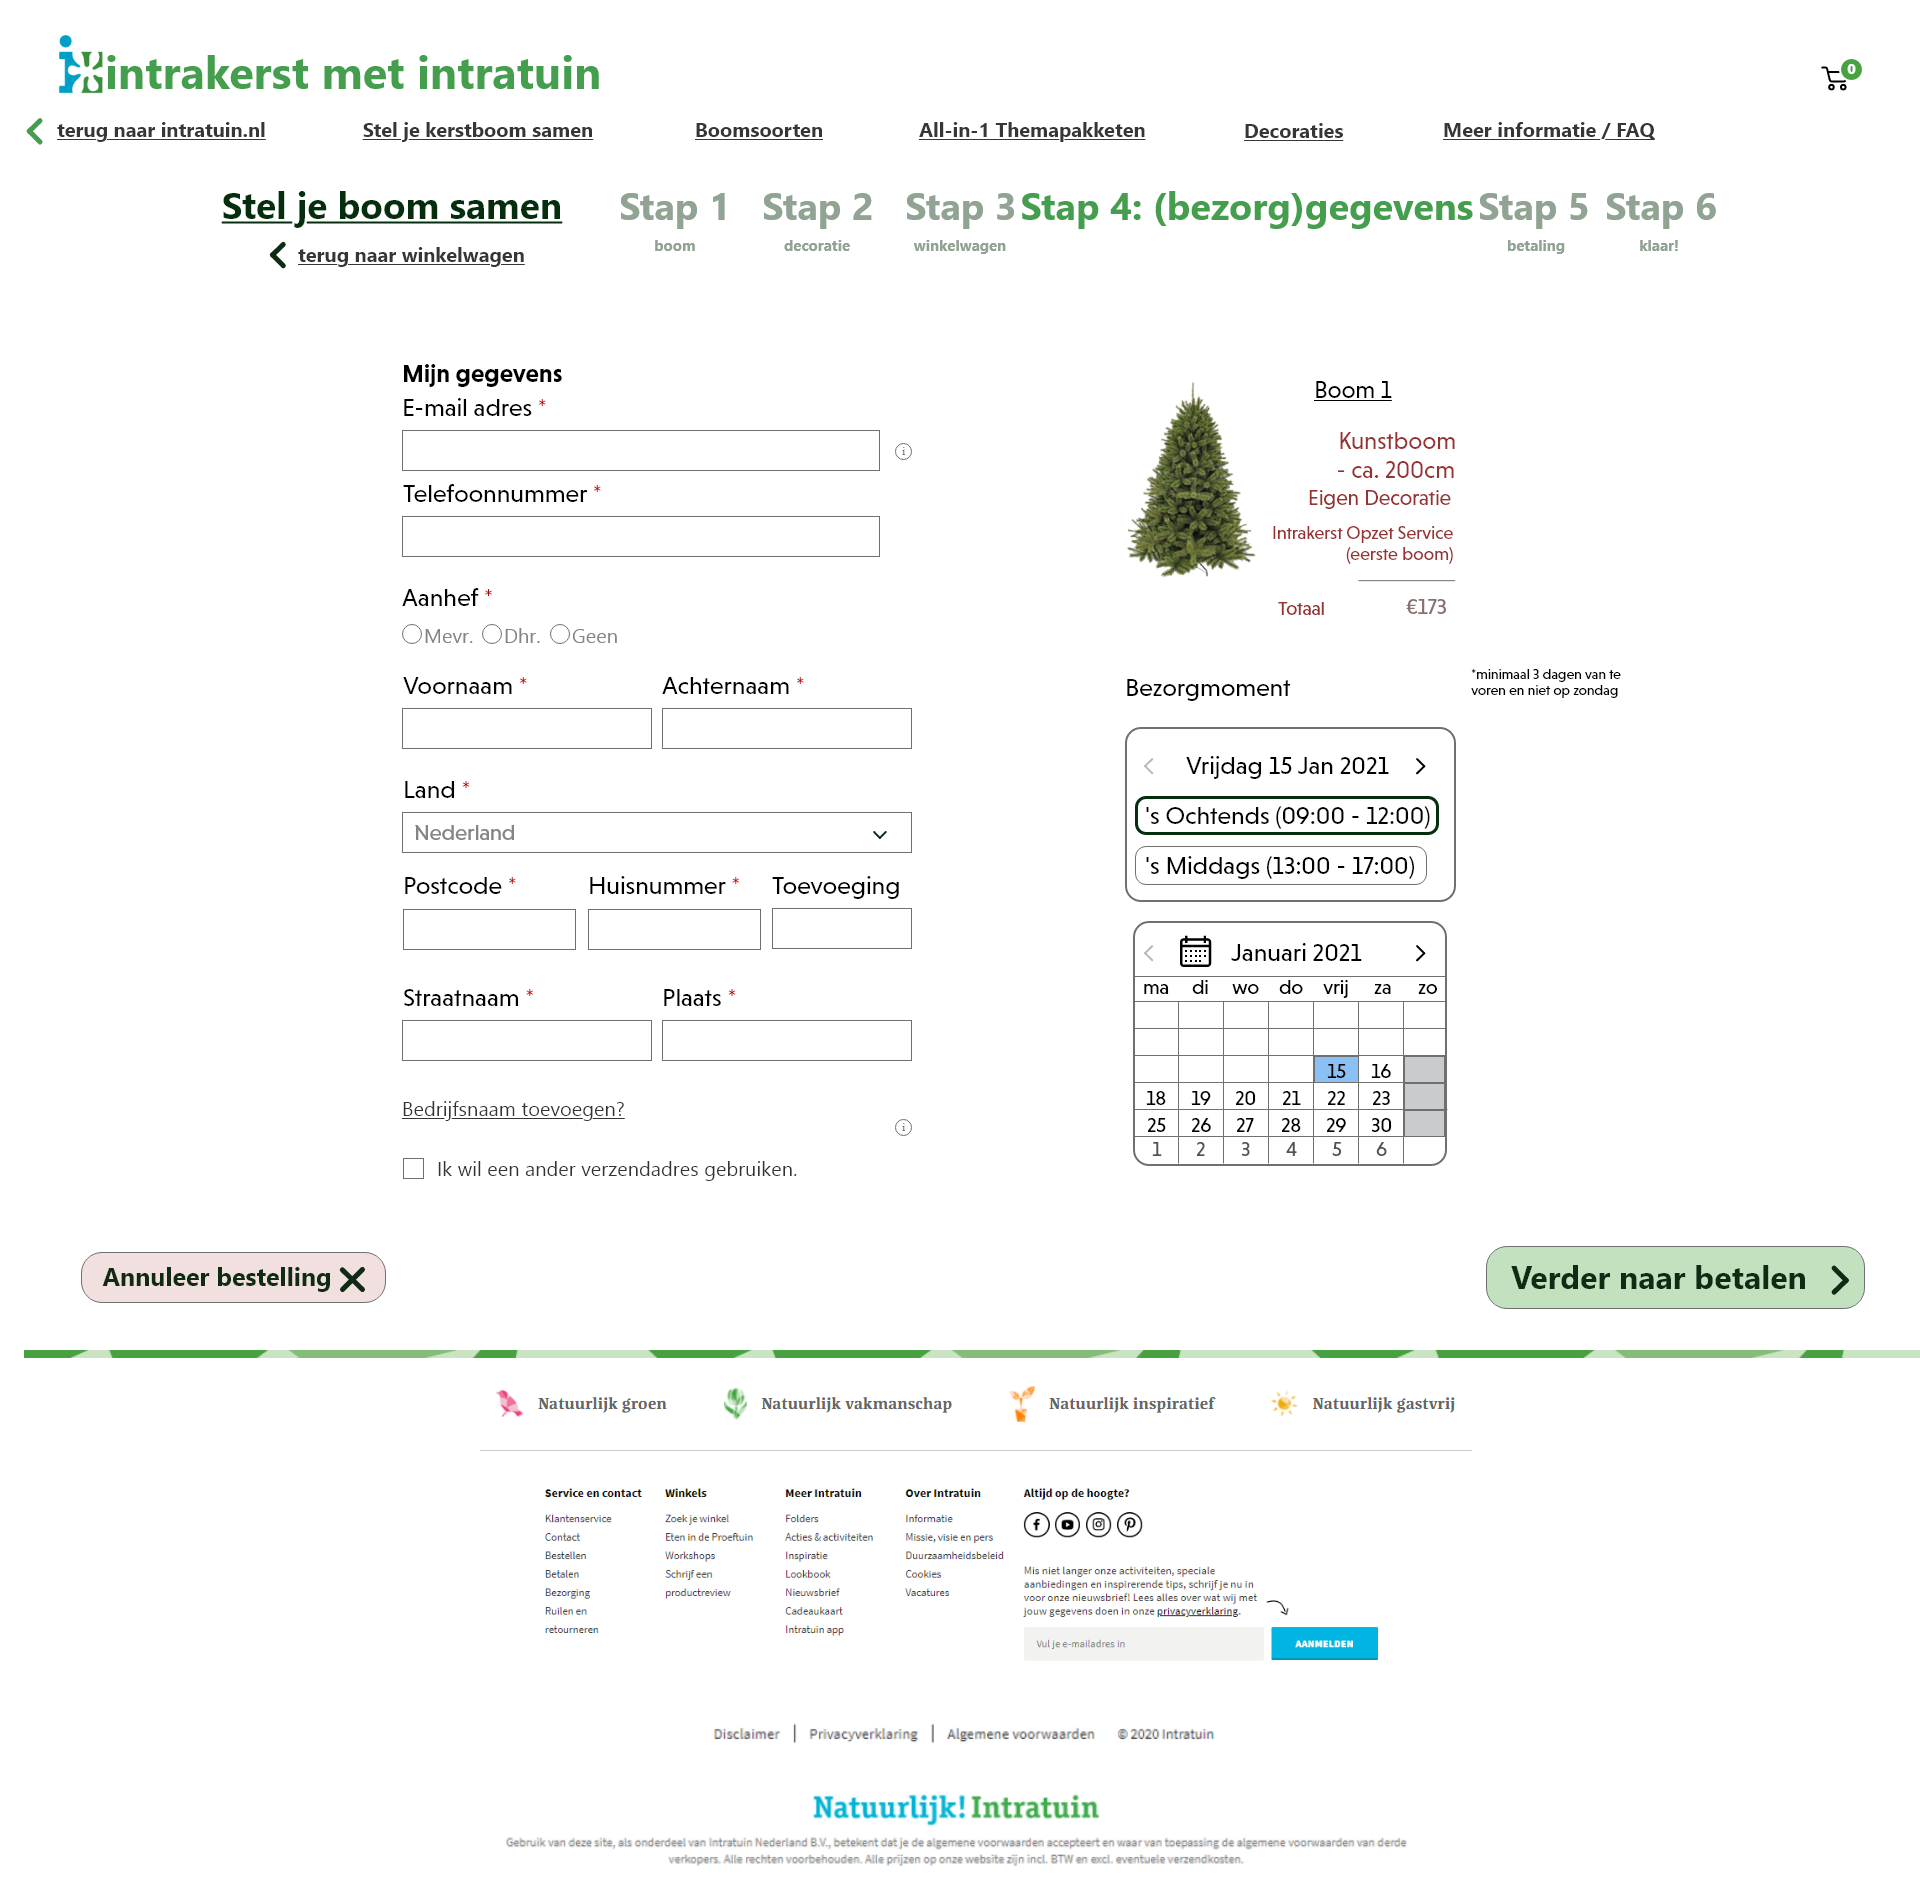 intrakerst met intratuin
0
terug naar intratuin.nl
Stel je kerstboom samen
Boomsoorten
All-in-1 Themapakketen
Decoraties
Meer informatie / FAQ
Stel je boom samen
terug naar winkelwagen
Stap 1
boom
Stap 2
decoratie
Stap 3
winkelwagen
Stap 4: (bezorg)gegevens
Stap 5
betaling
Stap 6
klaar!
Mijn gegevens
E-mail adres *
i
Telefoonnummer *
Aanhef *
Mevr. Dhr. Geen
Voornaam * Achternaam *
Land *
Nederland
Postcode * Huisnummer * Toevoeging
Straatnaam * Plaats *
Bedrijfsnaam toevoegen?
i
Ik wil een ander verzendadres gebruiken.
Boom 1
Kunstboom
- ca. 200cm
Eigen Decoratie
Intrakerst Opzet Service
(eerste boom)
Totaal €173
Bezorgmoment
*minimaal 3 dagen van te
voren en niet op zondag
Vrijdag 15 Jan 2021
's Ochtends (09:00 - 12:00)
's Middags (13:00 - 17:00)
Januari 2021
ma di wo do vrij za zo
15 16
18 19 20 21 22 23
25 26 27 28 29 30
1 2 3 4 5 6
Annuleer bestelling
Verder naar betalen
Natuurlijk groen
Natuurlijk vakmanschap
Natuurlijk inspiratief
Natuurlijk gastvrij
Service en contact
Klantenservice
Contact
Bestellen
Betalen
Bezorging
Ruilen en
retourneren
Winkels
Zoek je winkel
Eten in de Proeftuin
Workshops
Schrijf een
productreview
Meer Intratuin
Folders
Acties & activiteiten
Inspiratie
Lookbook
Nieuwsbrief
Cadeaukaart
Intratuin app
Over Intratuin
Informatie
Missie, visie en pers
Duurzaamheidsbeleid
Cookies
Vacatures
Altijd op de hoogte?
Mis niet langer onze activiteiten, speciale
aanbiedingen en inspirerende tips, schrijf je nu in
voor onze nieuwsbrief! Lees alles over wat wij met
jouw gegevens doen in onze privacyverklaring.
Vul je e-mailadres in
AANMELDEN
Disclaimer | Privacyverklaring | Algemene voorwaarden © 2020 Intratuin
Natuurlijk! Intratuin
Gebruik van deze site, als onderdeel van Intratuin Nederland B.V., betekent dat je de algemene voorwaarden accepteert en waar van toepassing de algemene voorwaarden van derde
verkopers. Alle rechten voorbehouden. Alle prijzen op onze website zijn incl. BTW en excl. eventuele verzendkosten.